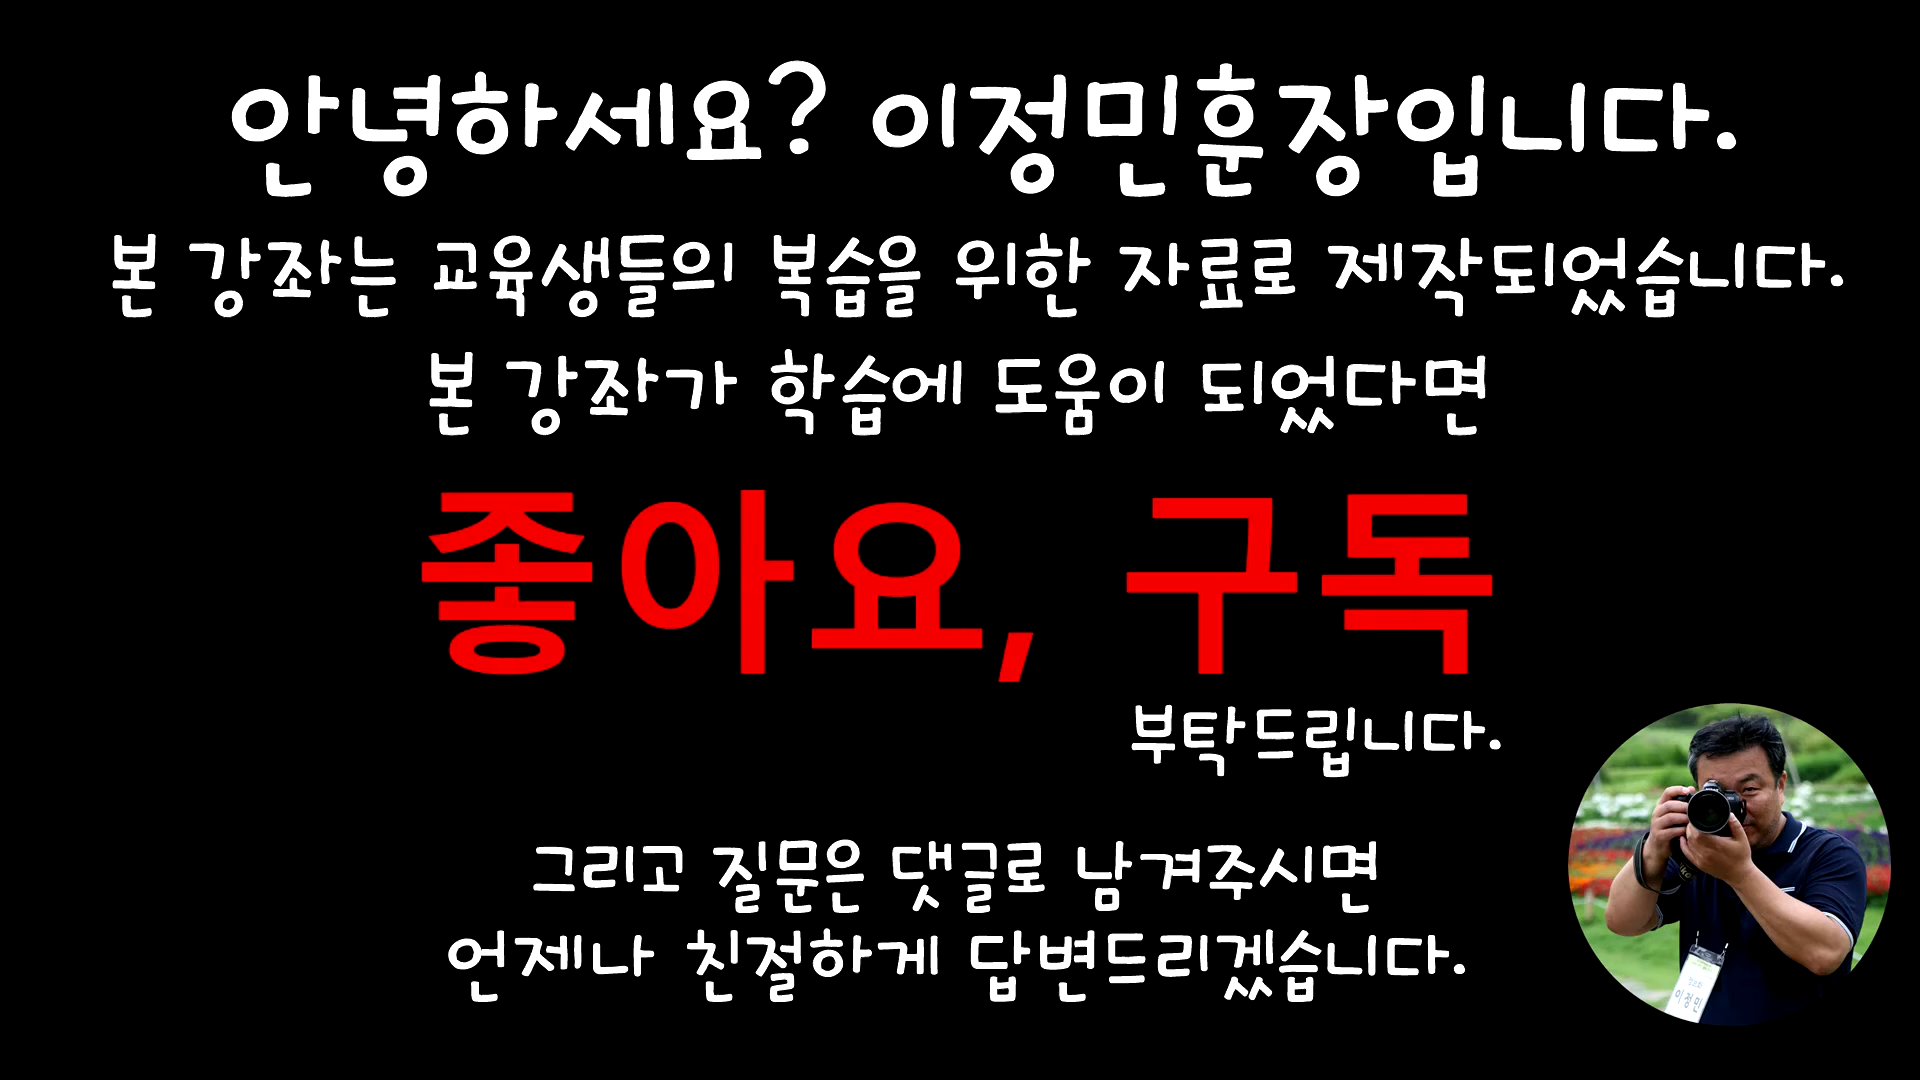 안녕하세요? 이정민훈장입니다.
본 강좌는 교육생들의 복습을 위한 자료로 제작되었습니다.
본 강좌가 학습에 도움이 되었다면
좋아요, 구독
부탁드립니다.
그리고 질문은 댓글로 남겨주시면
언제나 친절하게 답변드리겠습니다.
이정민